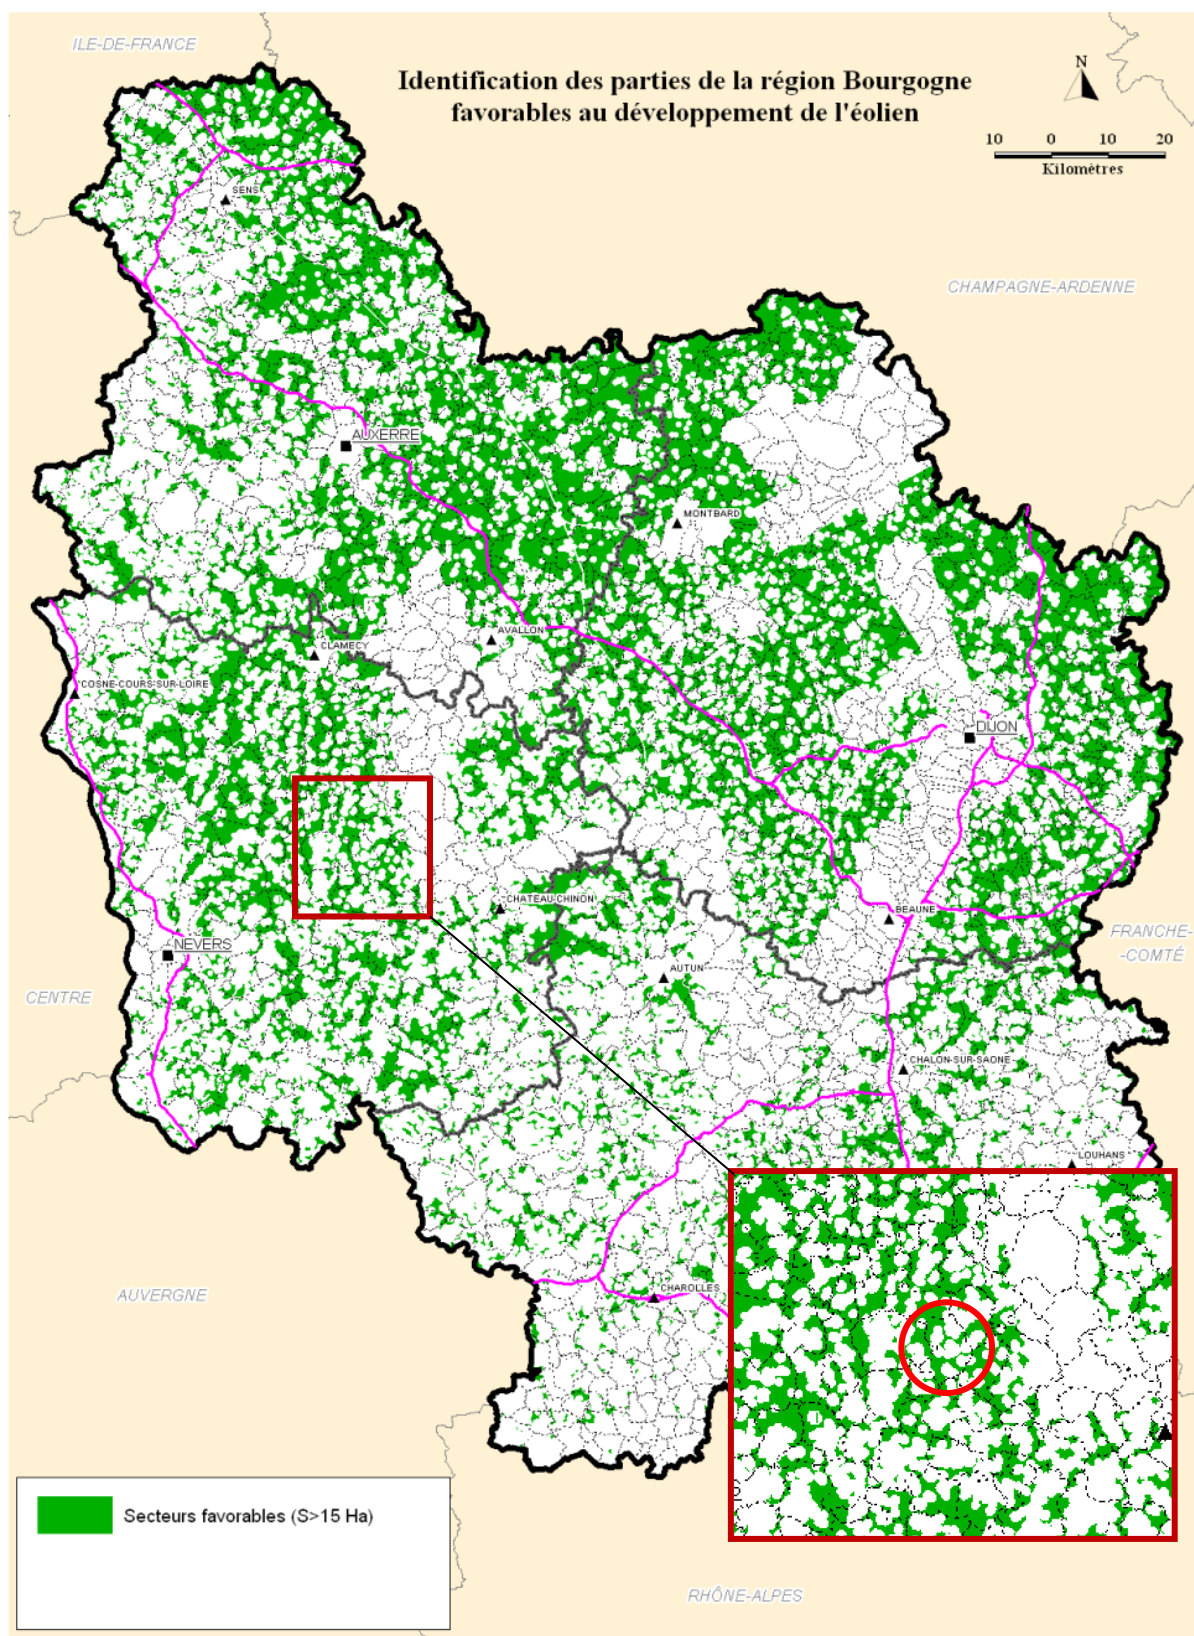 ILE-DE-FRANCE
Identification des parties de la région Bourgogne
favorables au développement de l'éolien
N
10 0 10 20
Kilomètres
SENS
CHAMPAGNE-ARDENNE
AUXERRE
MONTBARD
AVALLON
CLAMECY
COSNE-COURS-SUR-LOIRE
DIJON
CHATEAU-CHINON
BEAUNE
FRANCHE-
-COMTÉ
NEVERS
AUTUN
CENTRE
CHALON-SUR-SAONE
LOUHANS
CHAROLLES
AUVERGNE
Secteurs favorables (S>15 Ha)
RHÔNE-ALPES